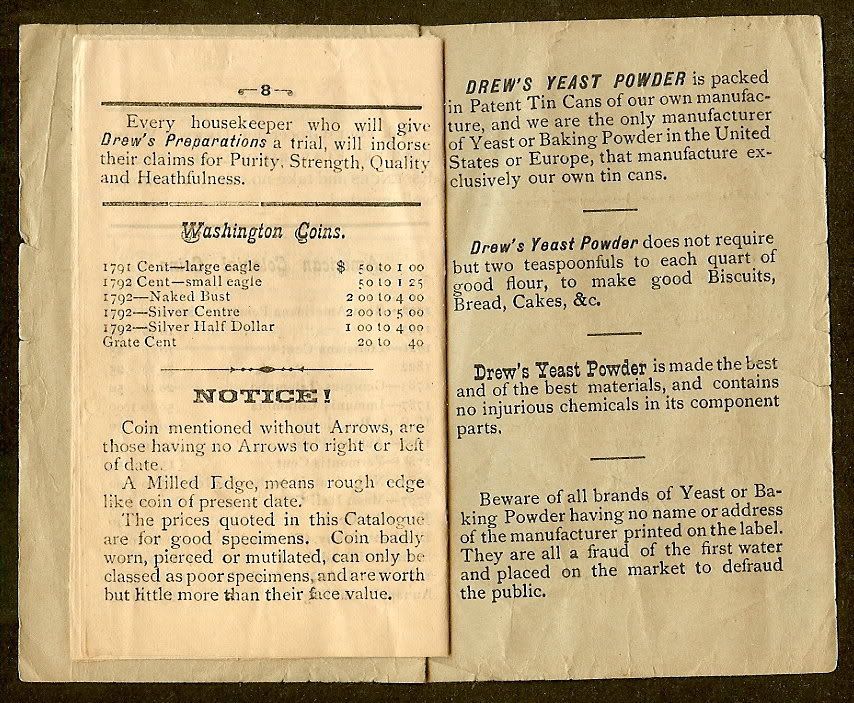 8
Every housekeeper who will give
Drew's Preparations a trial, will indorse
their claims for Purity, Strength, Quality
and Heathfulness.
Washington Coins.
1791 Cent—large eagle $ 50 to 1 00
1792 Cent—small eagle 50 to 1 25
1792—Naked Bust 2 00 to 4 00
1792—Silver Centre 2 00 to 5 00
1792—Silver Half Dollar 1 00 to 4 00
Grate Cent 20 to 40
NOTICE!
Coin mentioned without Arrows, are
those having no Arrows to right or left
of date.
A Milled Edge, means rough edge
like coin of present date.
The prices quoted in this Catalogue
are for good specimens. Coin badly
worn, pierced or mutilated, can only be
classed as poor specimens, and are worth
but little more than their face value.
DREW'S YEAST POWDER is packed
in Patent Tin Cans of our own manufac-
ture, and we are the only manufacturer
of Yeast or Baking Powder in the United
States or Europe, that manufacture ex-
clusively our own tin cans.
Drew's Yeast Powder does not require
but two teaspoonfuls to each quart of
good flour, to make good Biscuits,
Bread, Cakes, &c.
Drew's Yeast Powder is made the best
and of the best materials, and contains
no injurious chemicals in its component
parts.
Beware of all brands of Yeast or Ba-
king Powder having no name or address
of the manufacturer printed on the label.
They are all a fraud of the first water
and placed on the market to defraud
the public.